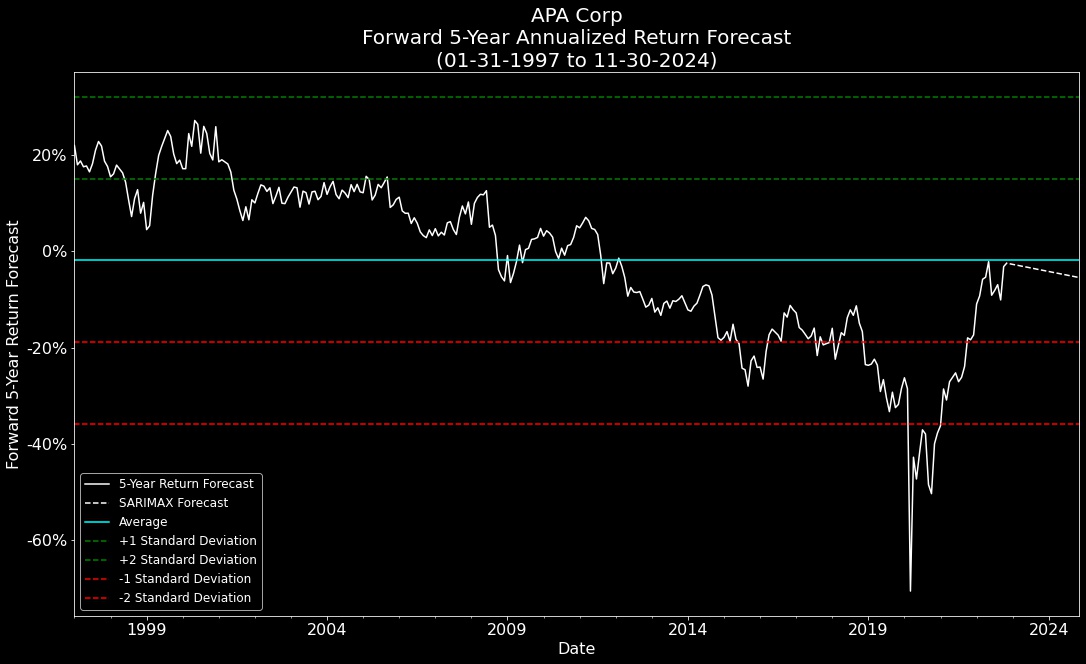 APA Corp
Forward 5-Year Annualized Return Forecast
(01-31-1997 to 11-30-2024)
Forward 5-Year Return Forecast
20%
0%
-20%
-40%
-60%
5-Year Return Forecast
SARIMAX Forecast
Average
+1 Standard Deviation
+2 Standard Deviation
-1 Standard Deviation
-2 Standard Deviation
1999
2004
2009
2014
2019
2024
Date